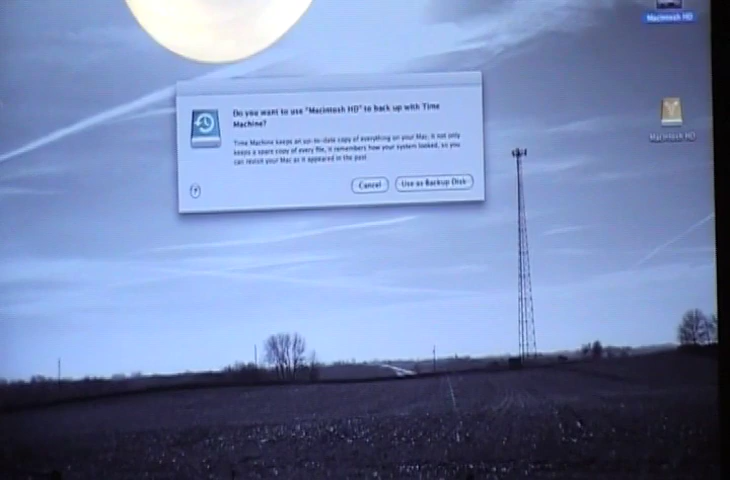 Macintosh HD
Do you want to use "Macintosh HD" to back up with Time
Machine?
Time Machine keeps an up-to-date copy of everything on your Mac. It not only
keeps a spare copy of every file, it remembers how your system looked, so you
can revisit your Mac as it appeared in the past.
?
Cancel
Use as Backup Disk
Macintosh HD